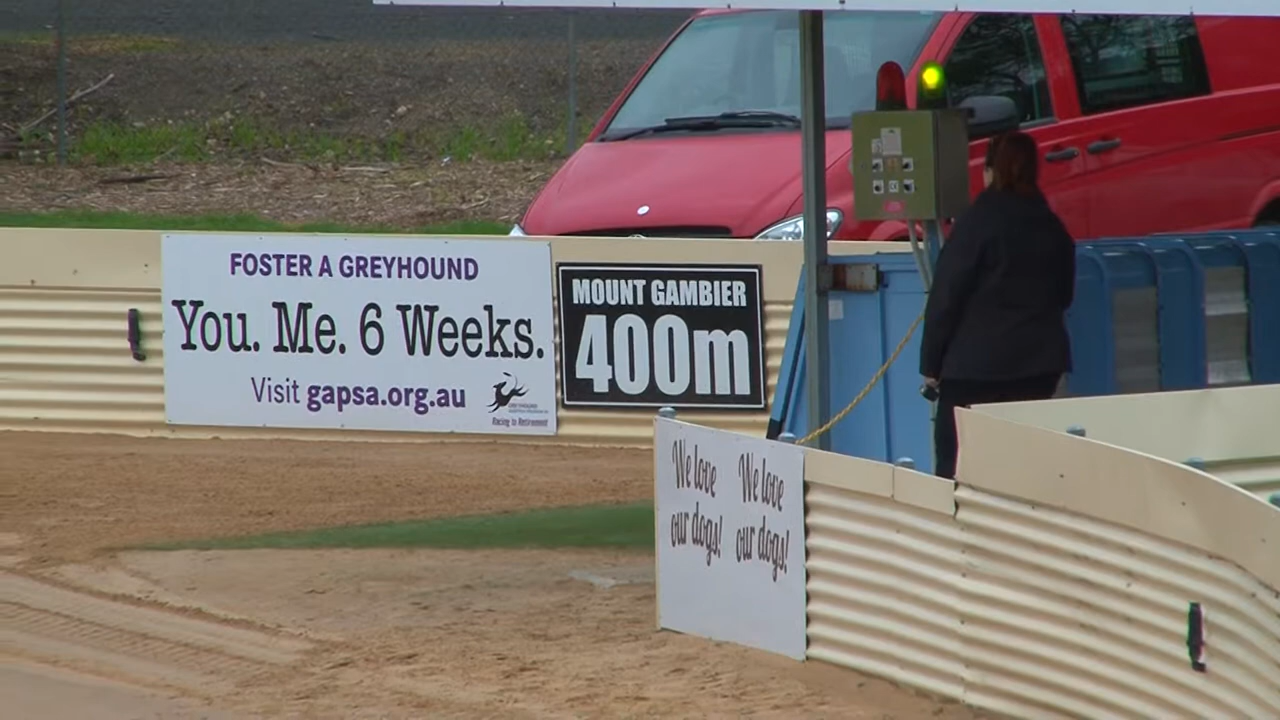 FOSTER A GREYHOUND
You. Me. 6 Weeks.
Visit gapsa.org.au
Racing to Retirement
MOUNT GAMBIER
400m
We love
our dogs!
We love
our dogs!